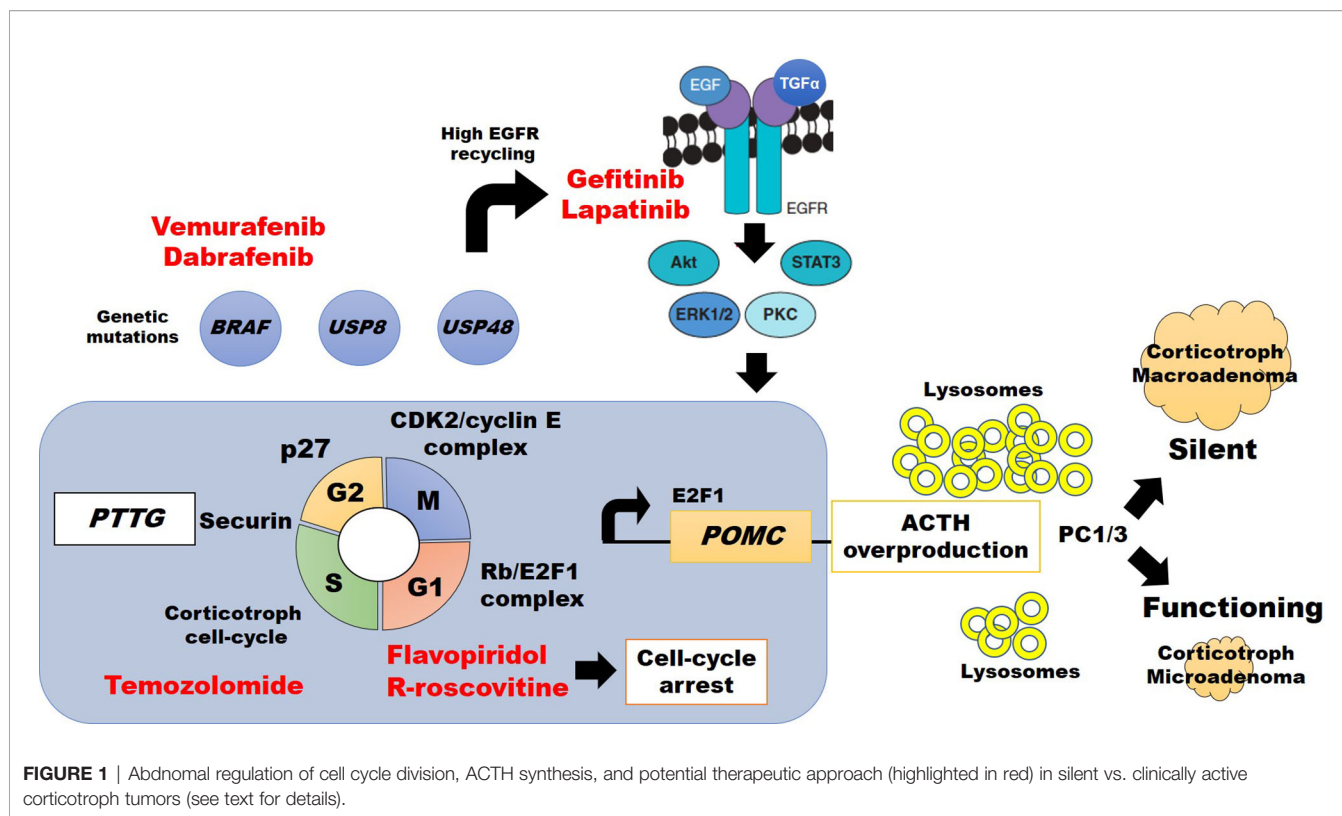 EGF
TGFα
High EGFR
recycling
Gefitinib
Lapatinib
EGFR
Vemurafenib
Dabrafenib
Akt
STAT3
ERK1/2
PKC
Genetic
mutations
BRAF
USP8
USP48
Corticotroph
Macroadenoma
Silent
Lysosomes
CDK2/cyclin E
complex
p27
G2
M
PTTG
Securin
S
G1
Rb/E2F1
complex
Corticotroph
cell-cycle
E2F1
POMC
ACTH
overproduction
PC1/3
Functioning
Corticotroph
Microadenoma
Lysosomes
Temozolomide
Flavopiridol
R-roscovitine
Cell-cycle
arrest
FIGURE 1 | Abdnomal regulation of cell cycle division, ACTH synthesis, and potential therapeutic approach (highlighted in red) in silent vs. clinically active
corticotroph tumors (see text for details).